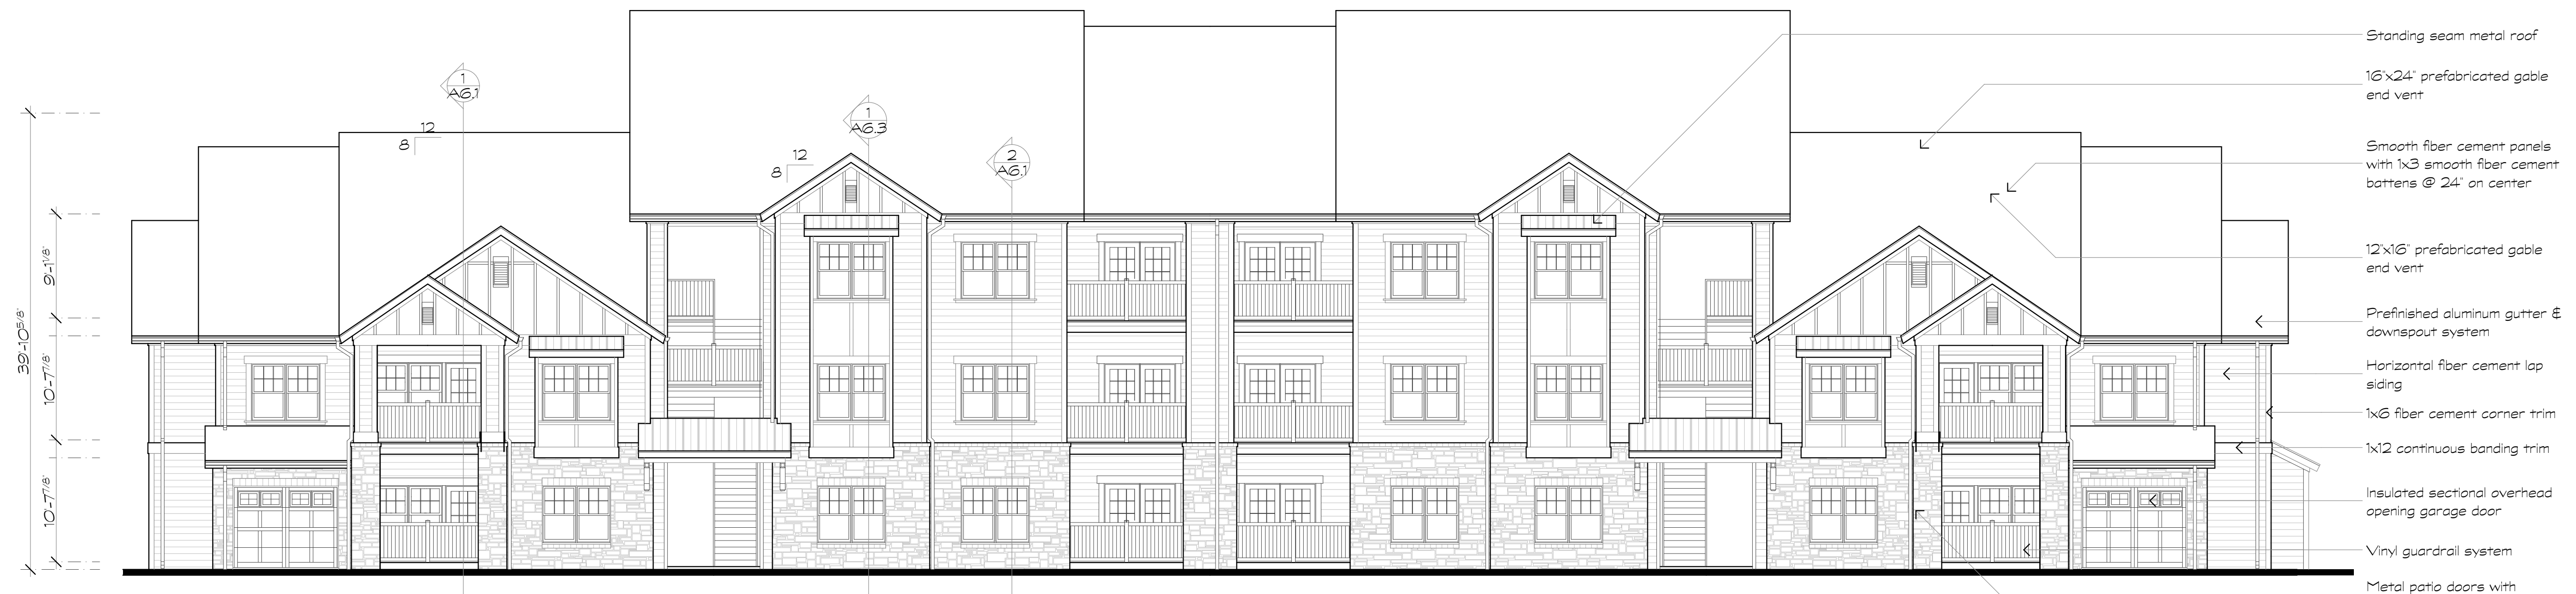 Standing seam metal roof
16"x24" prefabricated gable
end vent
1
A6.1
1
A6.3
12
8
12
8
2
A6.1
Smooth fiber cement panels
with 1x3 smooth fiber cement
battens @ 24" on center
12"x16" prefabricated gable
end vent
9'-1 1/8"
39'-10 5/8"
10'-7 7/8"
10'-7 7/8"
Prefinished aluminum gutter &
downspout system
Horizontal fiber cement lap
siding
1x6 fiber cement corner trim
1x12 continuous banding trim
Insulated sectional overhead
opening garage door
Vinyl guardrail system
Metal patio doors with